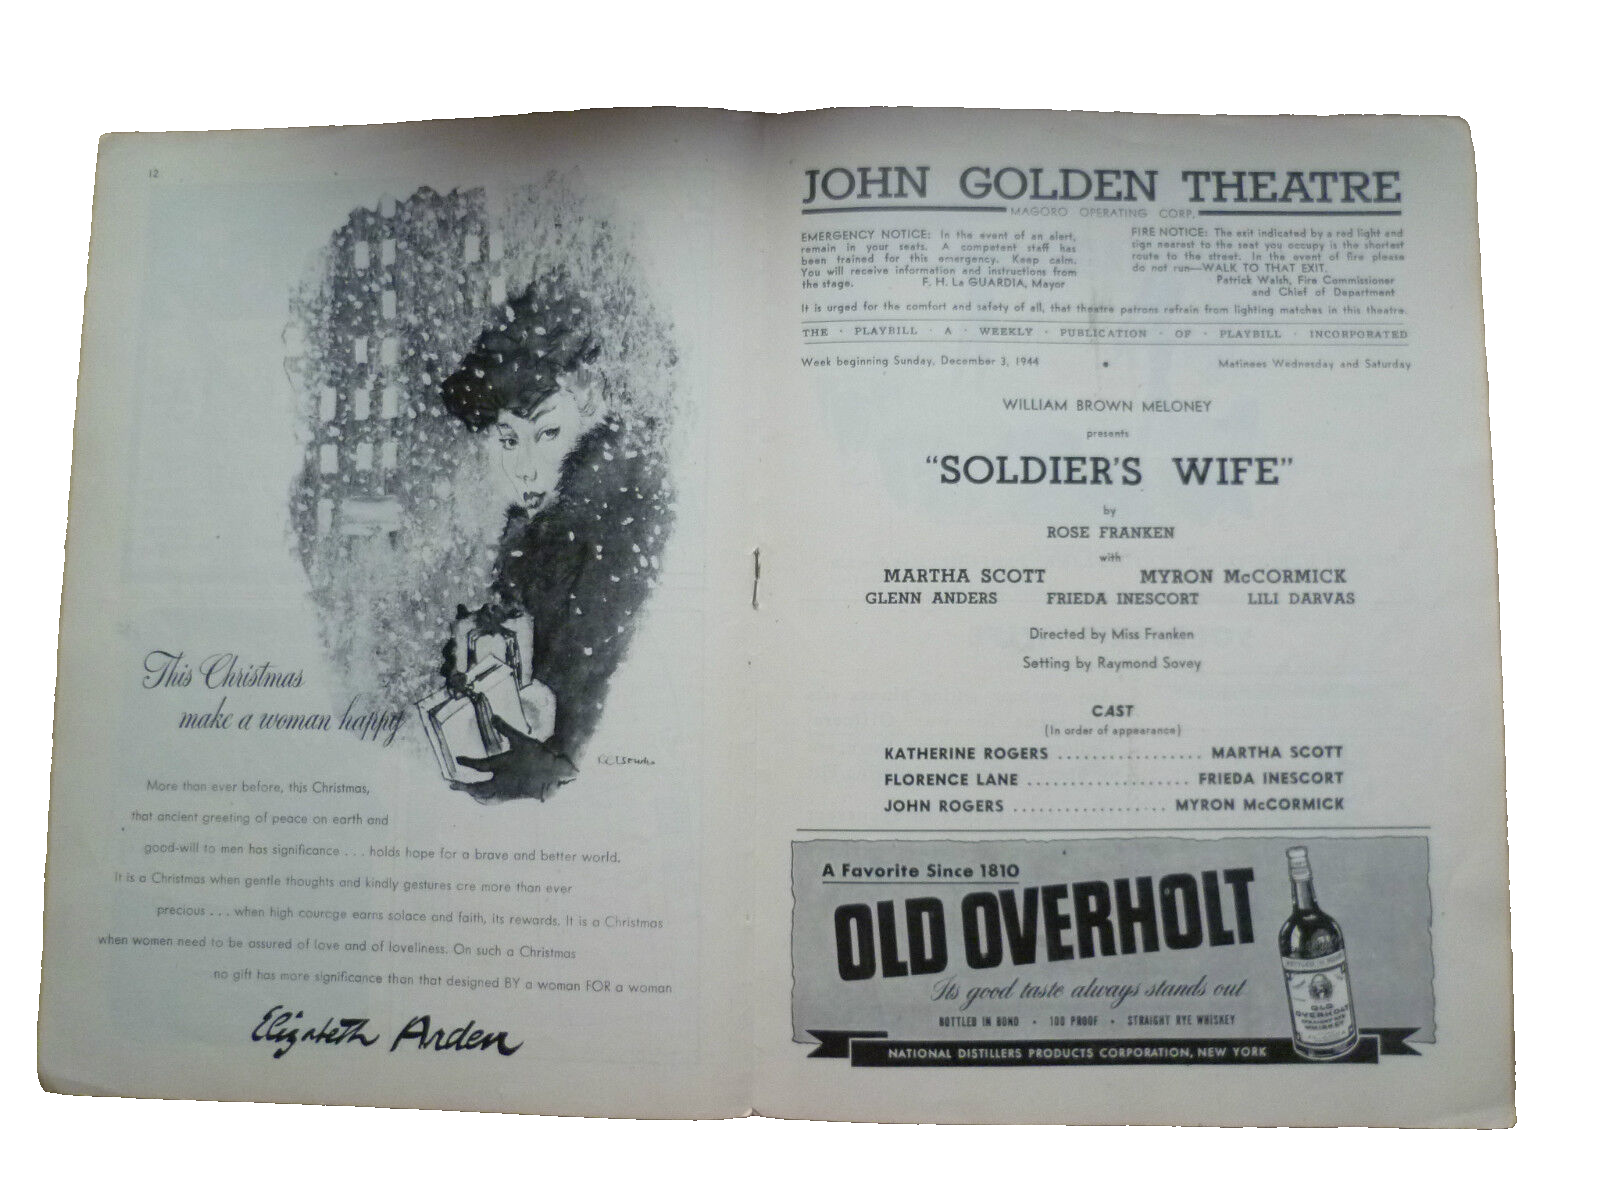 12
This Christmas
make a woman happy
More than ever before, this Christmas,
that ancient greeting of peace on earth and
good-will to men has significance . . . holds hope for a brave and better world.
It is a Christmas when gentle thoughts and kindly gestures are more than ever
precious . . . when high courage earns solace and faith, its rewards. It is a Christmas
when women need to be assured of love and of loveliness. On such a Christmas
no gift has more significance than that designed BY a woman FOR a woman
Elizabeth Arden
JOHN GOLDEN THEATRE
MAGORO OPERATING CORP.
EMERGENCY NOTICE: In the event of an alert,
remain in your seats. A competent staff has
been trained for this emergency. Keep calm.
You will receive information and instructions from
the stage. F. H. La GUARDIA, Mayor
FIRE NOTICE: The exit indicated by a red light and
sign nearest to the seat you occupy is the shortest
route to the street. In the event of fire please
do not run—WALK TO THAT EXIT.
Patrick Walsh, Fire Commissioner
and Chief of Department
It is urged for the comfort and safety of all, that theatre patrons refrain from lighting matches in this theatre.
THE · PLAYBILL · A · WEEKLY · PUBLICATION · OF · PLAYBILL · INCORPORATED
Week beginning Sunday, December 3, 1944 • Matinees Wednesday and Saturday
WILLIAM BROWN MELONEY
presents
"SOLDIER'S WIFE"
by
ROSE FRANKEN
with
MARTHA SCOTT MYRON McCORMICK
GLENN ANDERS FRIEDA INESCORT LILI DARVAS
Directed by Miss Franken
Setting by Raymond Sovey
CAST
(In order of appearance)
KATHERINE ROGERS ................. MARTHA SCOTT
FLORENCE LANE ................... FRIEDA INESCORT
JOHN ROGERS .................. MYRON McCORMICK
A Favorite Since 1810
OLD OVERHOLT
Its good taste always stands out
BOTTLED IN BOND • 100 PROOF • STRAIGHT RYE WHISKEY
NATIONAL DISTILLERS PRODUCTS CORPORATION, NEW YORK
BOTTLED IN BOND
OLD
OVERHOLT
STRAIGHT RYE
WHISKEY